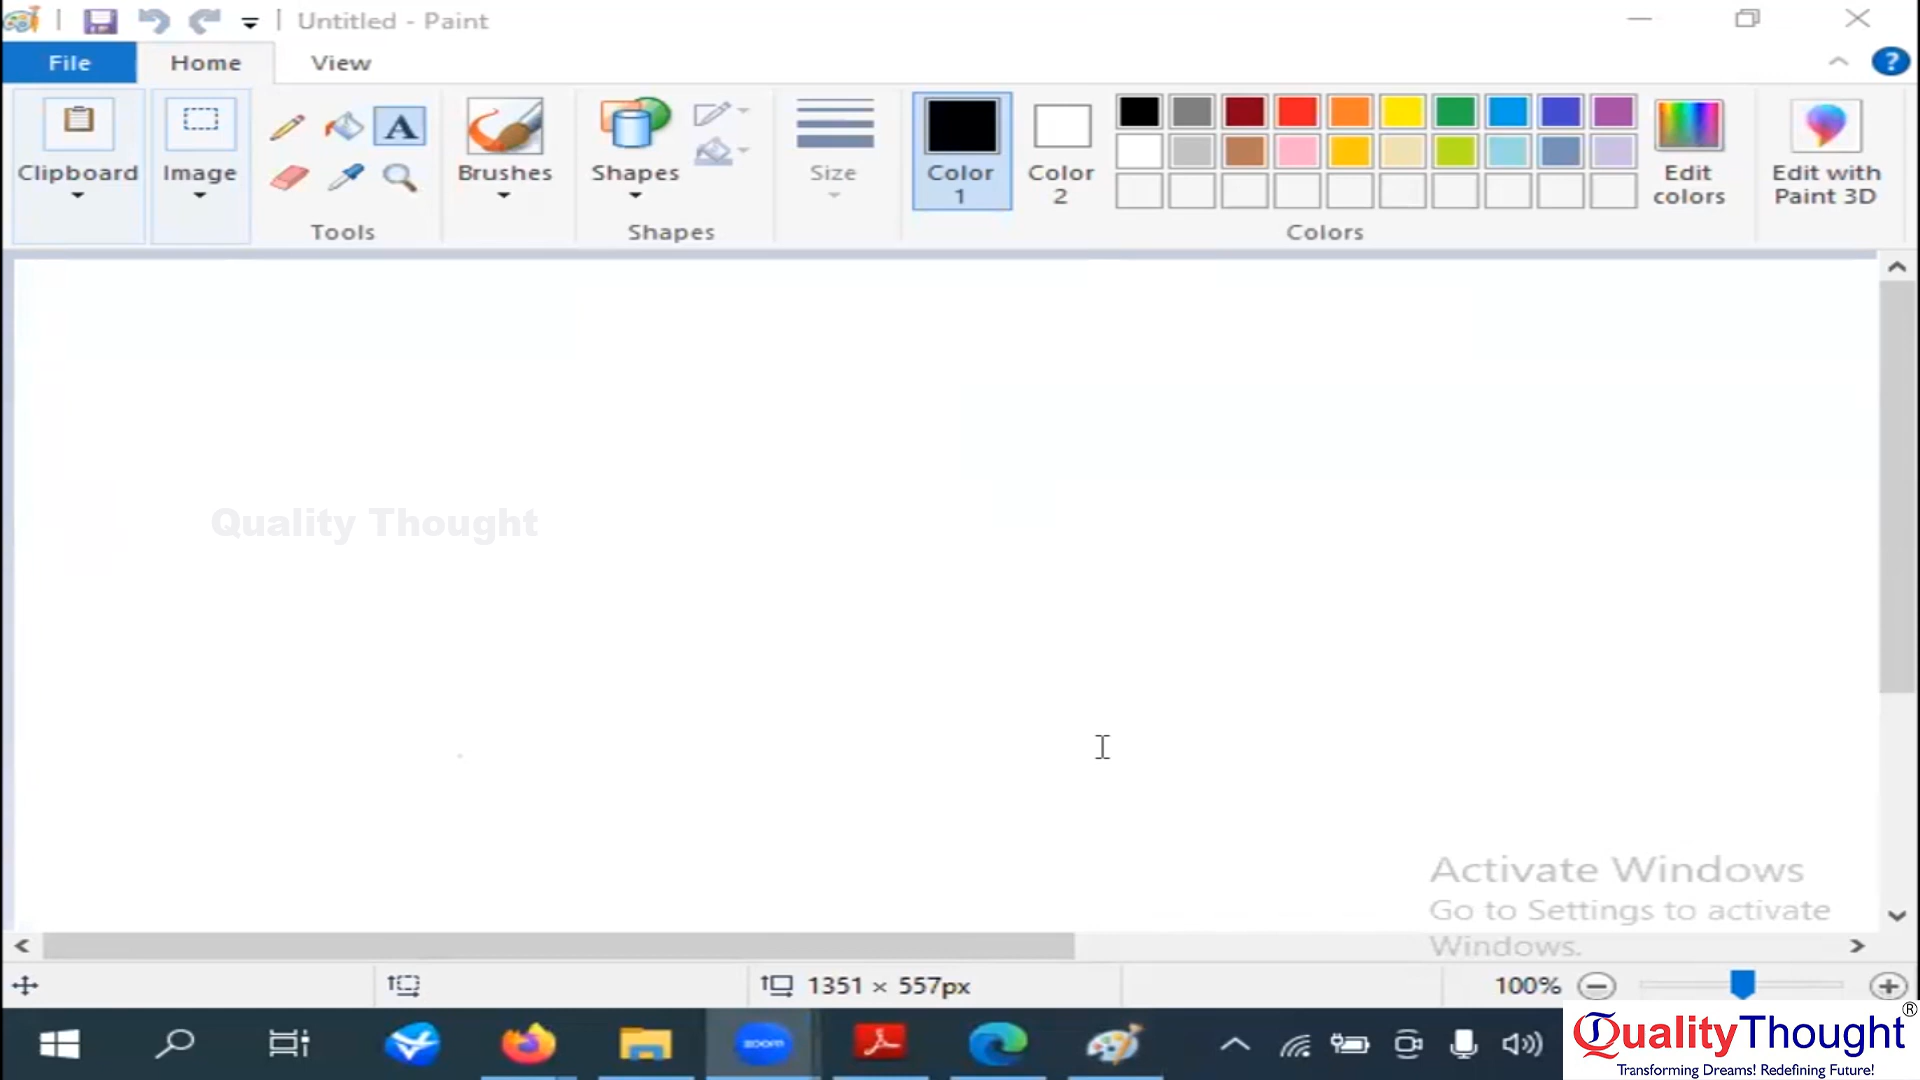 Untitled - Paint
File Home View
Clipboard Image Brushes Shapes Size Color 1 Color 2 Edit colors Edit with Paint 3D
Tools Shapes Colors
Quality Thought
Activate Windows
Go to Settings to activate
Windows.
1351 × 557px 100%
zoom
QualityThought®
Transforming Dreams! Redefining Future!